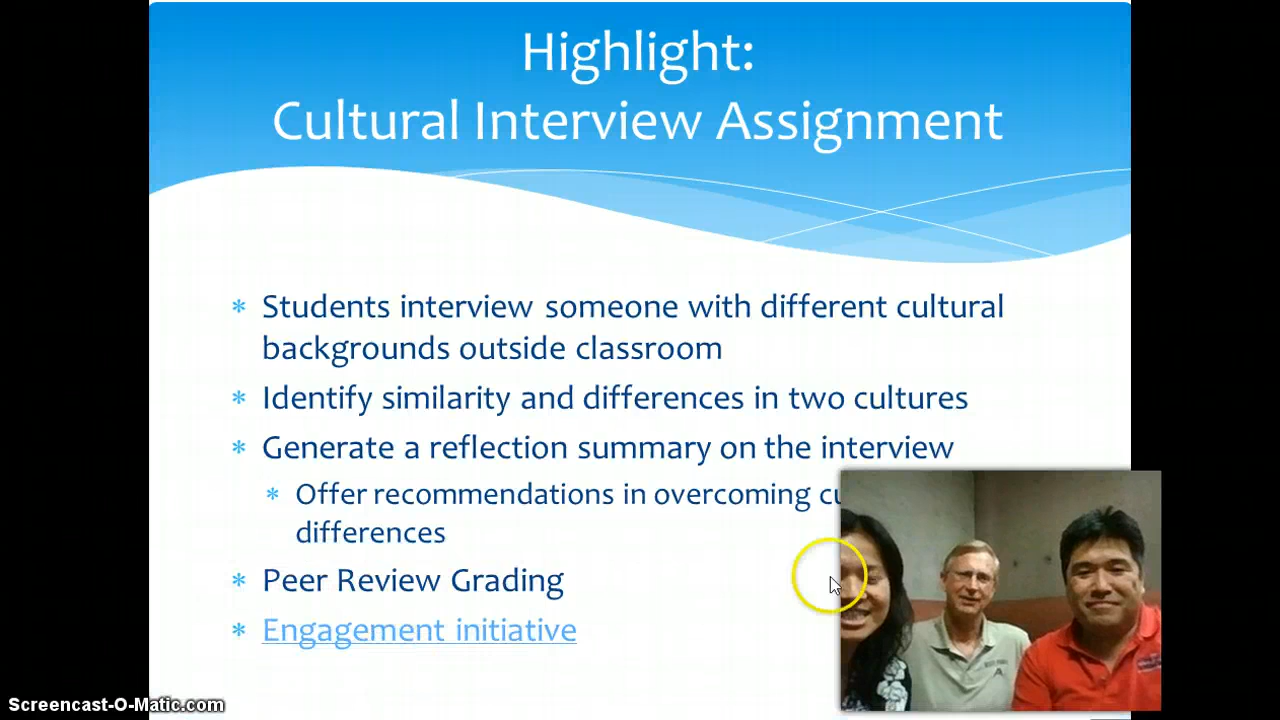 Highlight:
Cultural Interview Assignment
* Students interview someone with different cultural
backgrounds outside classroom
* Identify similarity and differences in two cultures
* Generate a reflection summary on the interview
* Offer recommendations in overcoming
differences
* Peer Review Grading
* Engagement initiative
Screencast-O-Matic.com